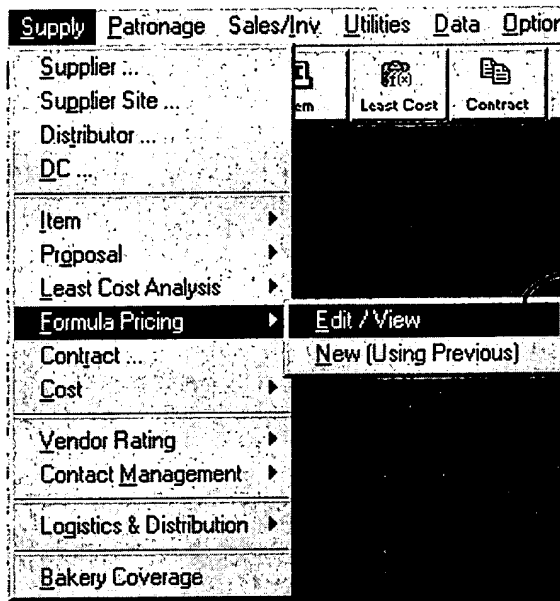 Supply Patronage Sales/Inv Utilities Data Option
Supplier ...
Supplier Site ...
Distributor ...
DC ...
Least Cost Contract
Item
Proposal
Least Cost Analysis
Formula Pricing
Edit / View
New (Using Previous)
Contract ...
Cost
Vendor Rating
Contact Management
Logistics & Distribution
Bakery Coverage